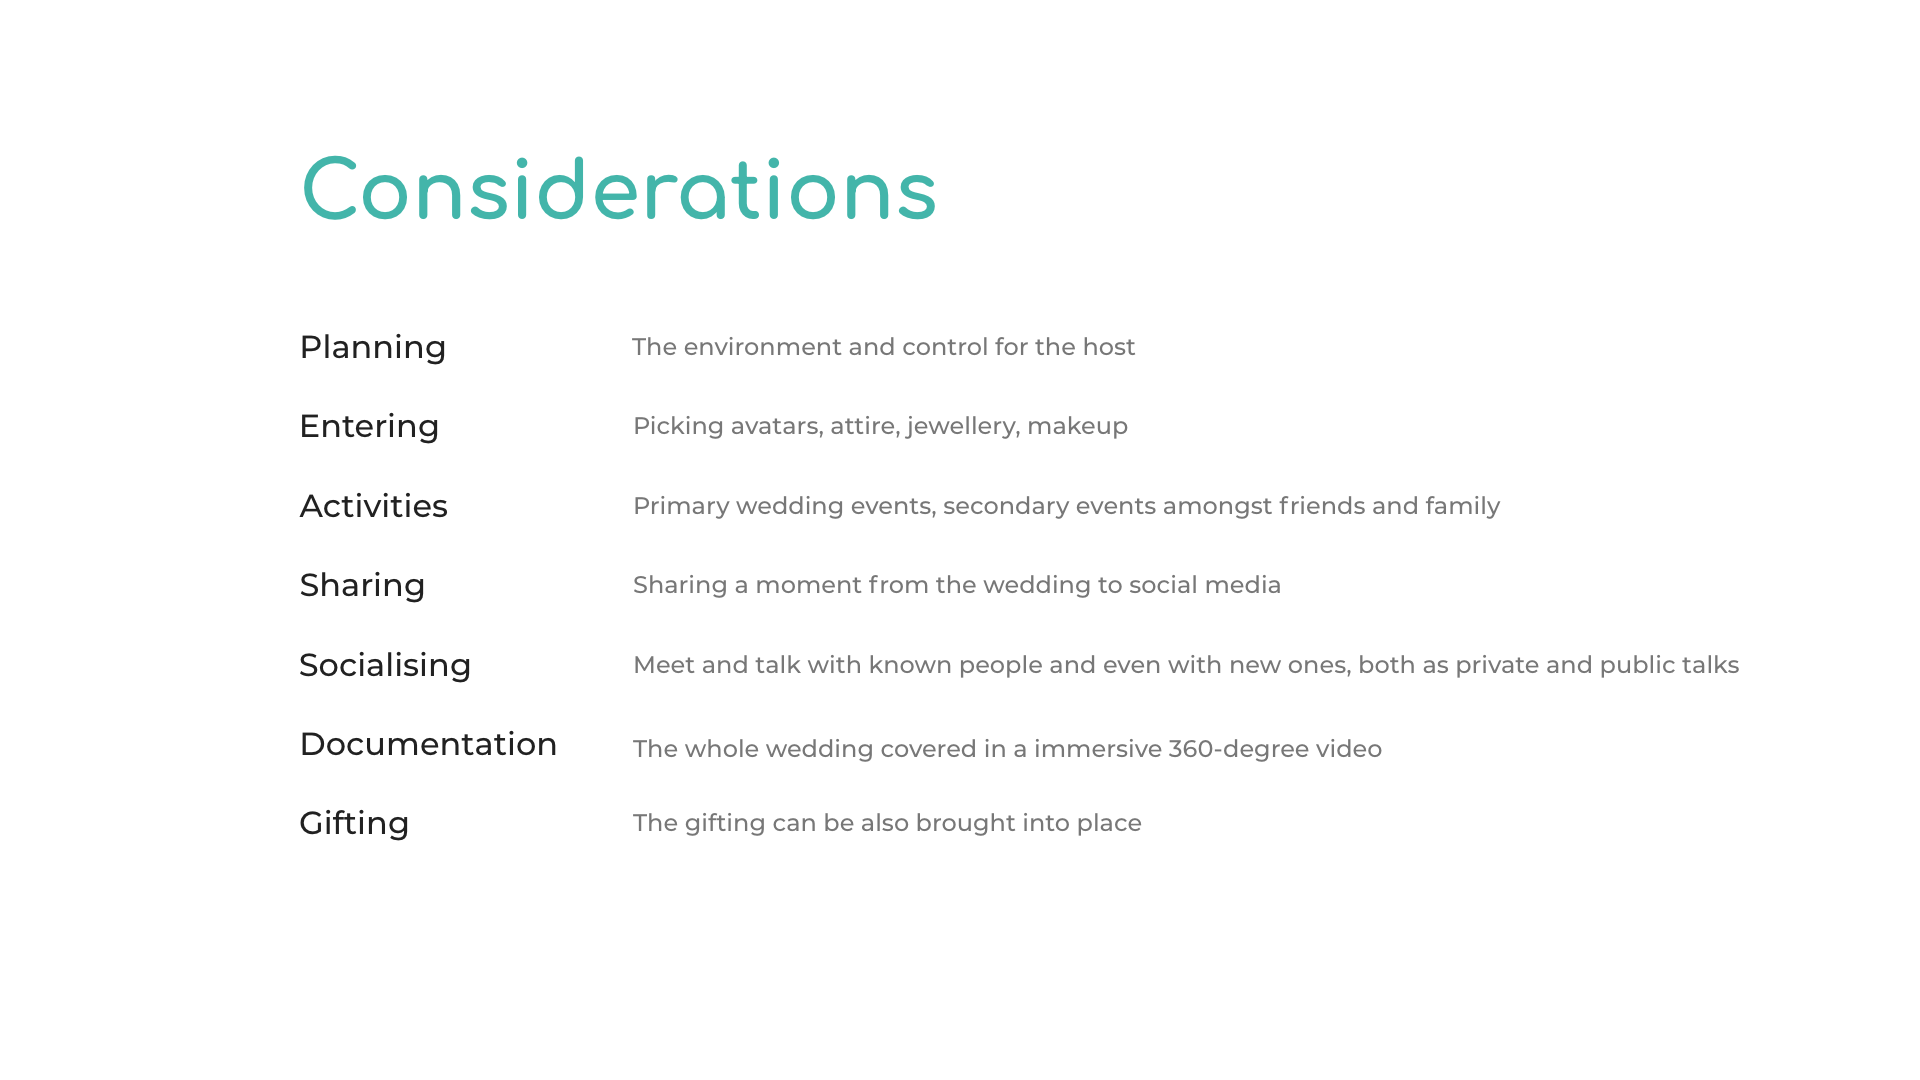 Considerations
Planning The environment and control for the host
Entering Picking avatars, attire, jewellery, makeup
Activities Primary wedding events, secondary events amongst friends and family
Sharing Sharing a moment from the wedding to social media
Socialising Meet and talk with known people and even with new ones, both as private and public talks
Documentation The whole wedding covered in a immersive 360-degree video
Gifting The gifting can be also brought into place